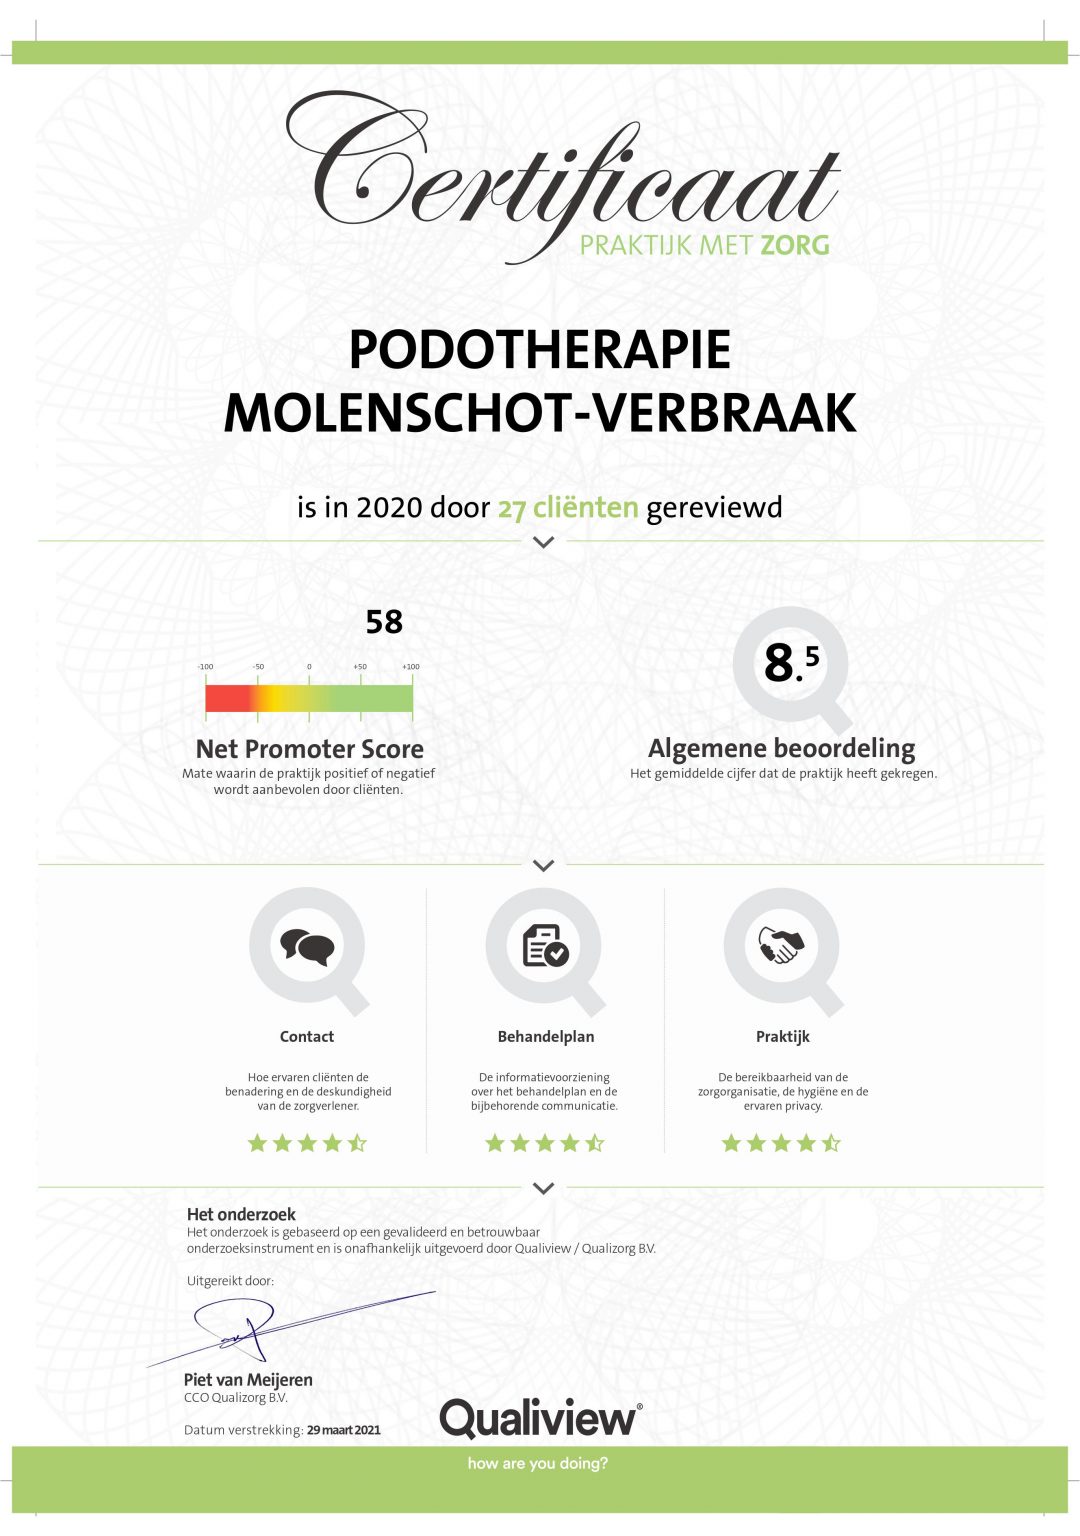 Certificaat
PRAKTIJK MET ZORG
PODOTHERAPIE
MOLENSCHOT-VERBRAAK
is in 2020 door 27 cliënten gereviewd
58
-100 -50 0 +50 +100
Net Promoter Score
Mate waarin de praktijk positief of negatief
wordt aanbevolen door cliënten.
8.5
Algemene beoordeling
Het gemiddelde cijfer dat de praktijk heeft gekregen.
Contact
Hoe ervaren cliënten de
benadering en de deskundigheid
van de zorgverlener.
Behandelplan
De informatievoorziening
over het behandelplan en de
bijbehorende communicatie.
Praktijk
De bereikbaarheid van de
zorgorganisatie, de hygiëne en de
ervaren privacy.
Het onderzoek
Het onderzoek is gebaseerd op een gevalideerd en betrouwbaar
onderzoeksinstrument en is onafhankelijk uitgevoerd door Qualiview / Qualizorg B.V.
Uitgereikt door:
Piet van Meijeren
CCO Qualizorg B.V.
Datum verstrekking: 29 maart 2021
Qualiview®
how are you doing?